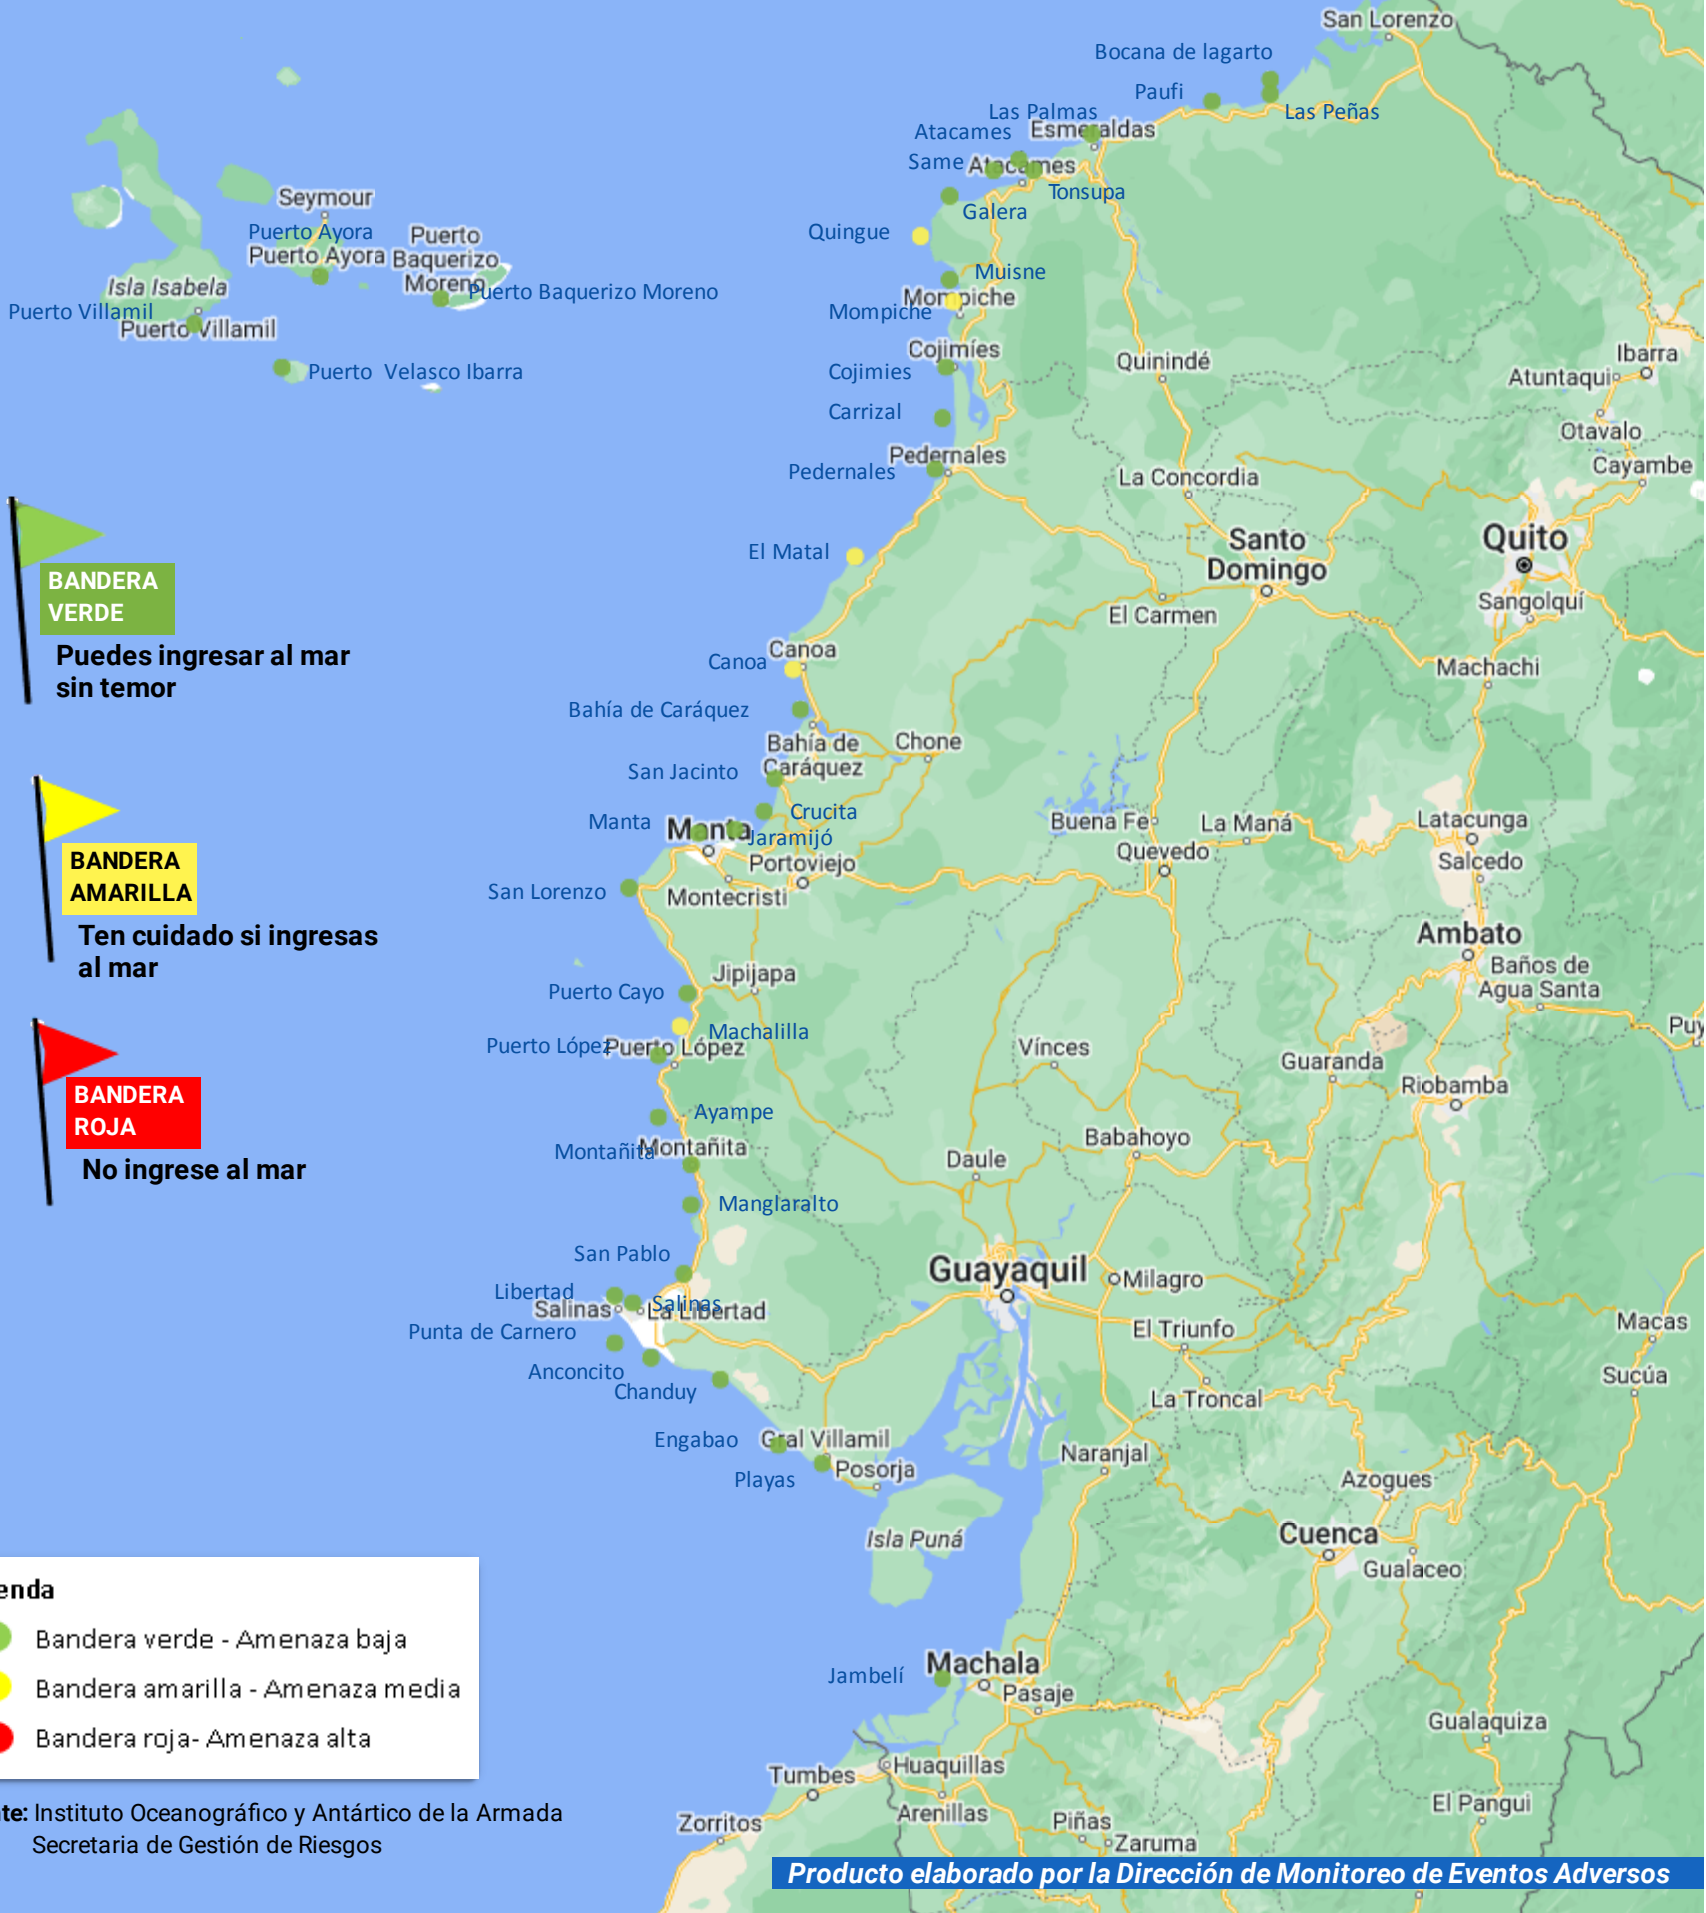 San Lorenzo
Bocana de lagarto
Paufi
Las Peñas
Las Palmas
Esmeraldas
Atacames
Same
Atacames
Tonsupa
Galera
Quingue
Muisne
Mompiche
Mompiche
Cojimíes
Cojimies
Carrizal
Pedernales
Pedernales
El Matal
Canoa
Canoa
Bahía de Caráquez
Bahía de
Caráquez
Chone
San Jacinto
Crucita
Manta
Manta
Jaramijó
Portoviejo
Montecristi
San Lorenzo
Jipijapa
Puerto Cayo
Machalilla
Puerto López
Puerto López
Ayampe
Montañita
Montañita
Manglaralto
San Pablo
Libertad
Salinas
Salinas
La Libertad
Punta de Carnero
Anconcito
Chanduy
Engabao
Gral Villamil
Playas
Posorja
Isla Puná
Jambelí
Machala
Pasaje
Huaquillas
Tumbes
Arenillas
Zorritos
Piñas
Zaruma
Seymour
Puerto Ayora
Puerto Ayora
Puerto
Baquerizo
Moreno
Puerto Baquerizo Moreno
Isla Isabela
Puerto Villamil
Puerto Villamil
Puerto Velasco Ibarra
Quinindé
Ibarra
Atuntaqui
Otavalo
Cayambe
La Concordia
Santo
Domingo
Quito
Sangolquí
El Carmen
Machachi
Buena Fe
La Maná
Latacunga
Quevedo
Salcedo
Ambato
Baños de
Agua Santa
Puy
Vínces
Guaranda
Riobamba
Babahoyo
Daule
Guayaquil
Milagro
El Triunfo
Macas
Sucúa
La Troncal
Naranjal
Azogues
Cuenca
Gualaceo
Gualaquiza
El Pangui
BANDERA
VERDE
Puedes ingresar al mar
sin temor
BANDERA
AMARILLA
Ten cuidado si ingresas
al mar
BANDERA
ROJA
No ingrese al mar
enda
Bandera verde - Amenaza baja
Bandera amarilla - Amenaza media
Bandera roja- Amenaza alta
te: Instituto Oceanográfico y Antártico de la Armada
Secretaria de Gestión de Riesgos
Producto elaborado por la Dirección de Monitoreo de Eventos Adversos